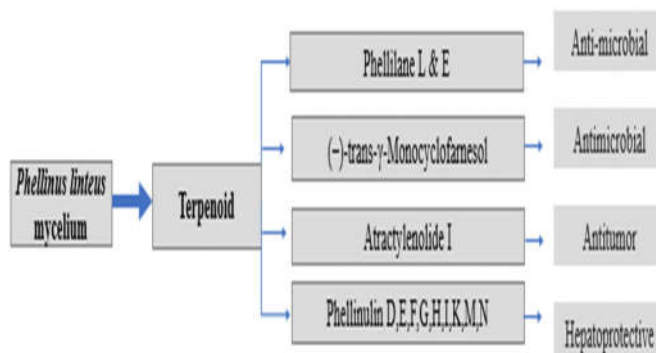 Phellinus linteus
mycelium
Terpenoid
Phellilane L & E
Anti-microbial
(−)-trans-γ-Monocyclofarnesol
Antimicrobial
Atractylenolide I
Antitumor
Phellinulin D,E,F,G,H,I,K,M,N
Hepatoprotective